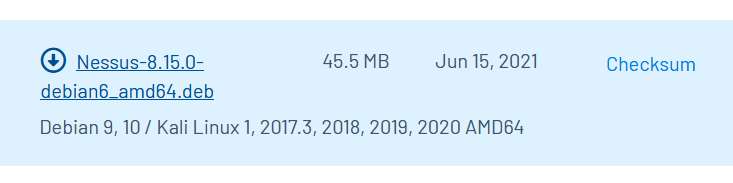 Nessus-8.15.0- 45.5 MB Jun 15, 2021 Checksum
debian6_amd64.deb
Debian 9, 10 / Kali Linux 1, 2017.3, 2018, 2019, 2020 AMD64